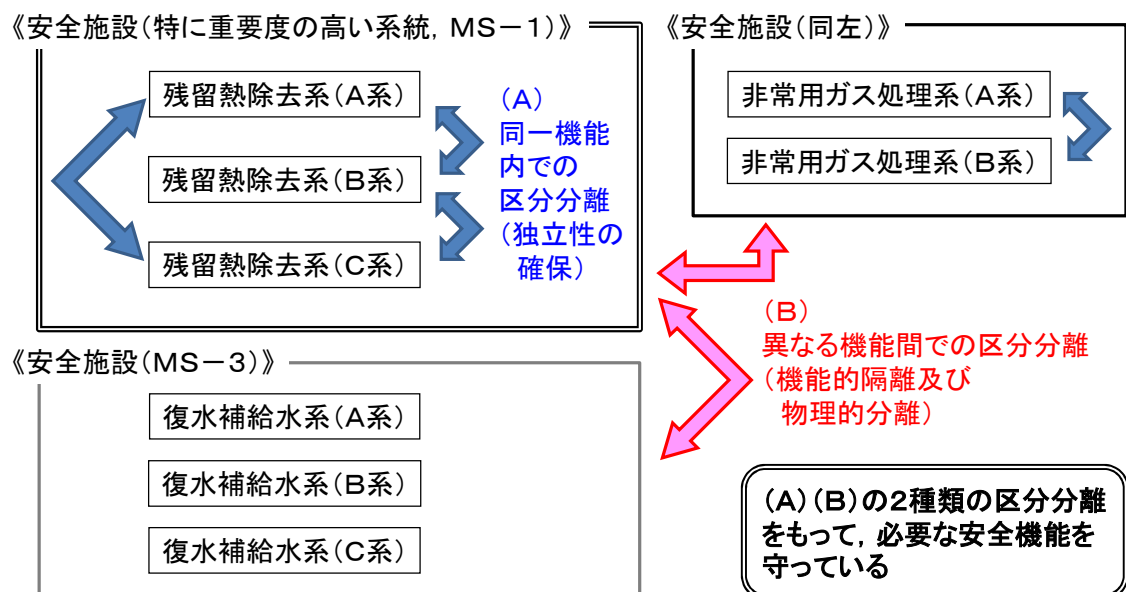 《安全施設(特に重要度の高い系統,MS-1)》
残留熱除去系(A系)
残留熱除去系(B系)
残留熱除去系(C系)
(A)
同一機能
内での
区分分離
(独立性の
確保)
《安全施設(同左)》
非常用ガス処理系(A系)
非常用ガス処理系(B系)
(B)
異なる機能間での区分分離
(機能的隔離及び
物理的分離)
《安全施設(MS-3)》
復水補給水系(A系)
復水補給水系(B系)
復水補給水系(C系)
(A)(B)の2種類の区分分離
をもって,必要な安全機能を
守っている